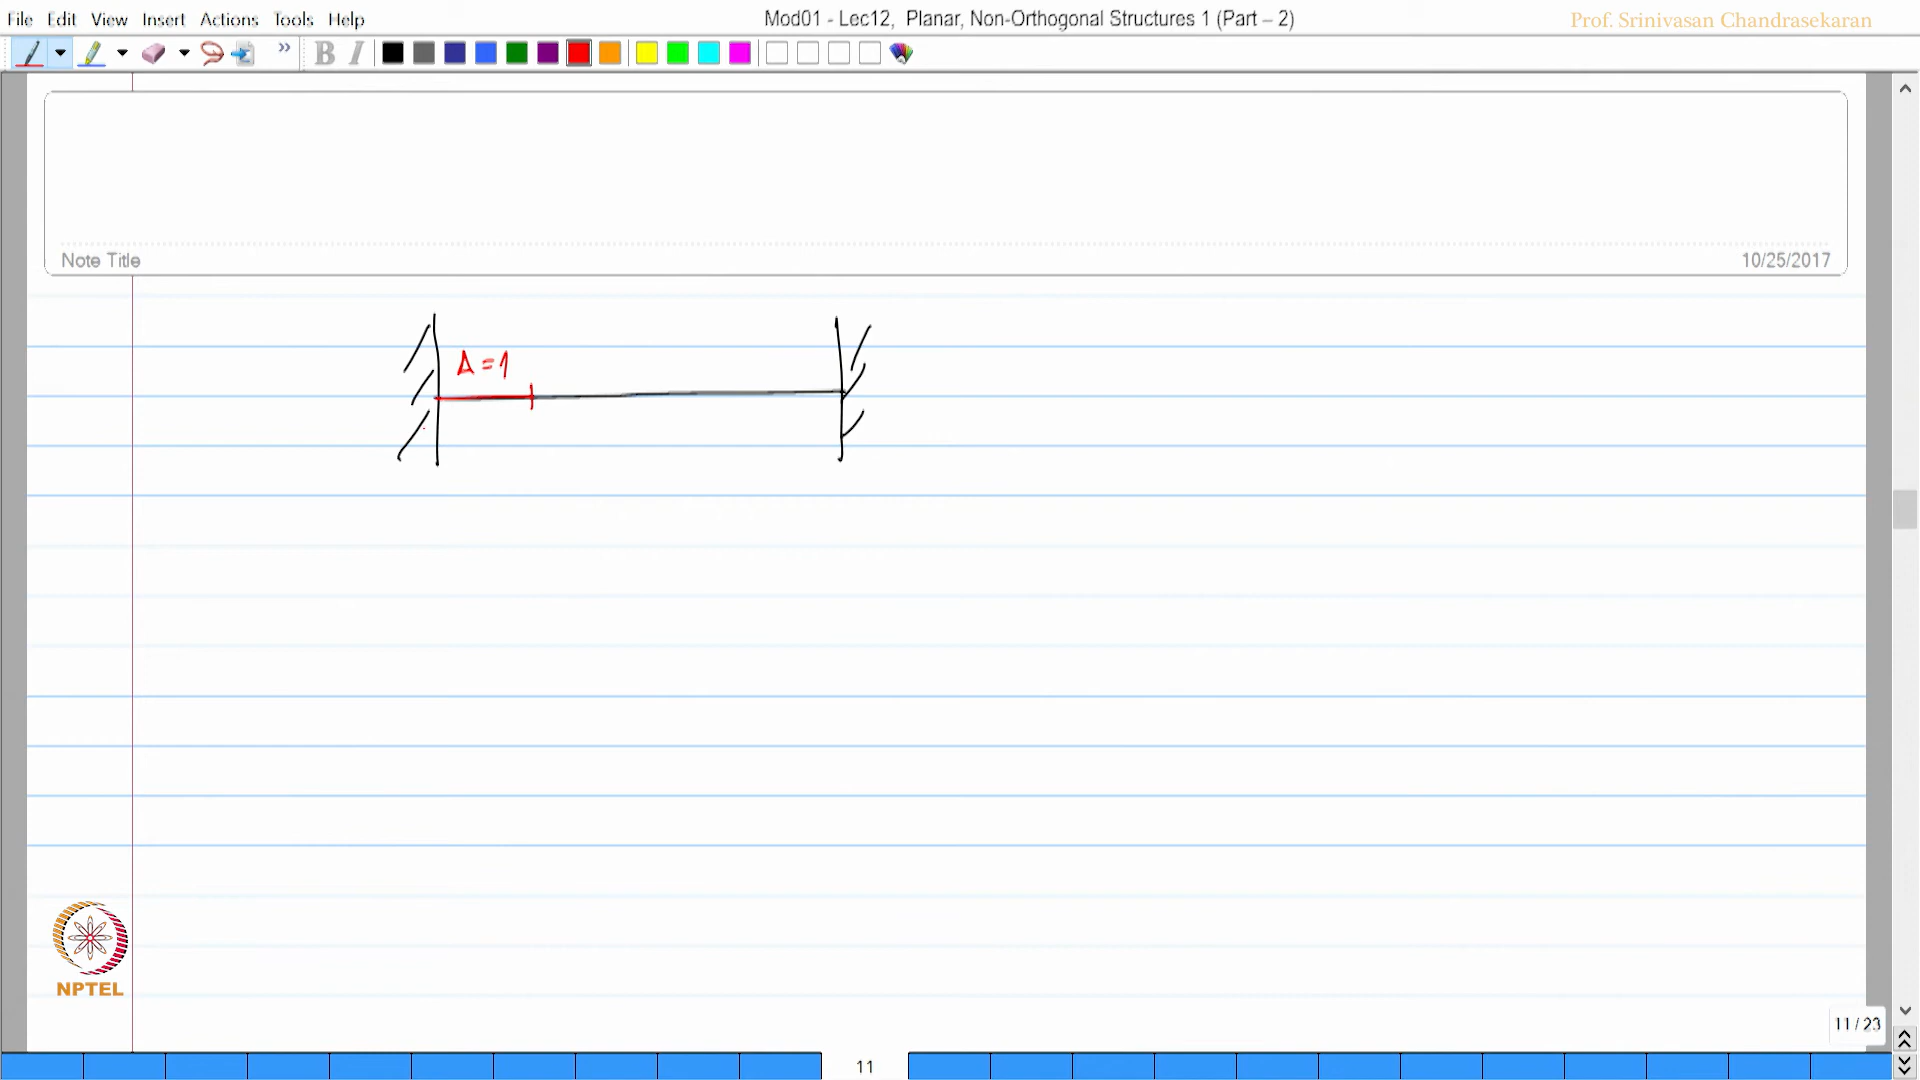 File Edit View Insert Actions Tools Help
Mod01 - Lec12, Planar, Non-Orthogonal Structures 1 (Part – 2)
Prof. Srinivasan Chandrasekaran
B I
Note Title
10/25/2017
Δ = 1
NPTEL
11 / 23
11